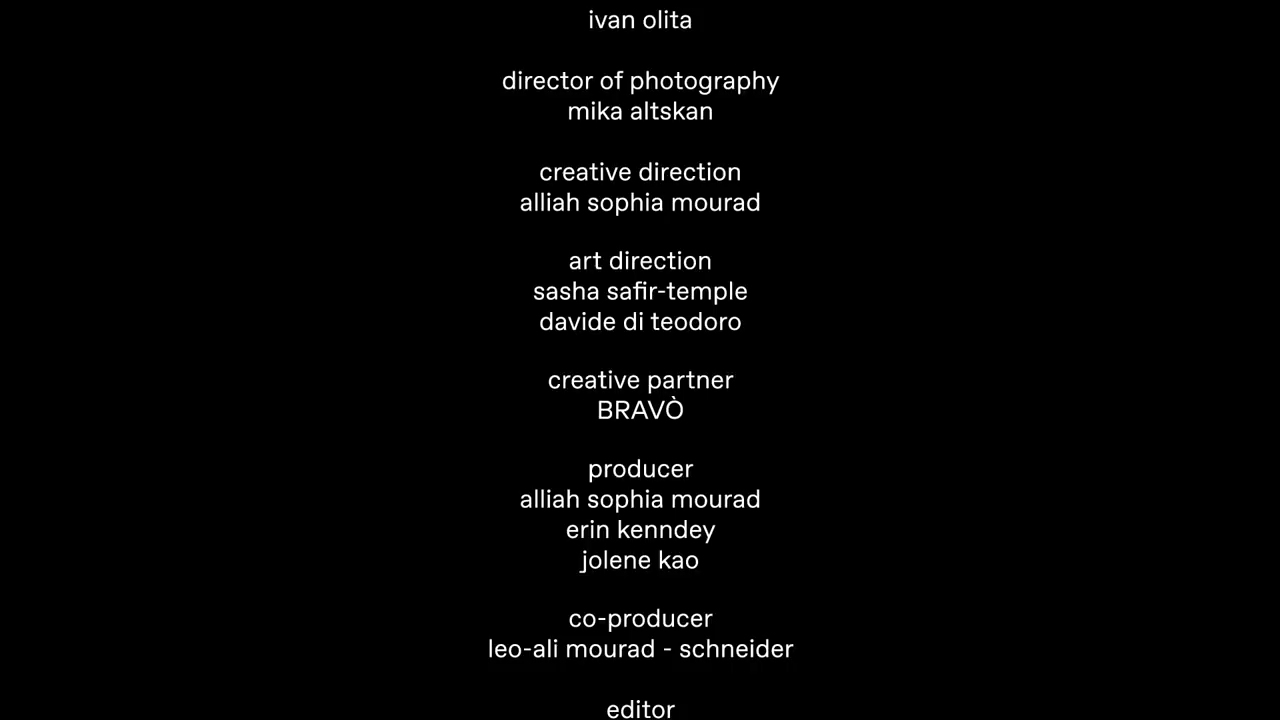 ivan olita
director of photography
mika altskan
creative direction
alliah sophia mourad
art direction
sasha safir-temple
davide di teodoro
creative partner
BRAVÒ
producer
alliah sophia mourad
erin kenndey
jolene kao
co-producer
leo-ali mourad - schneider
editor